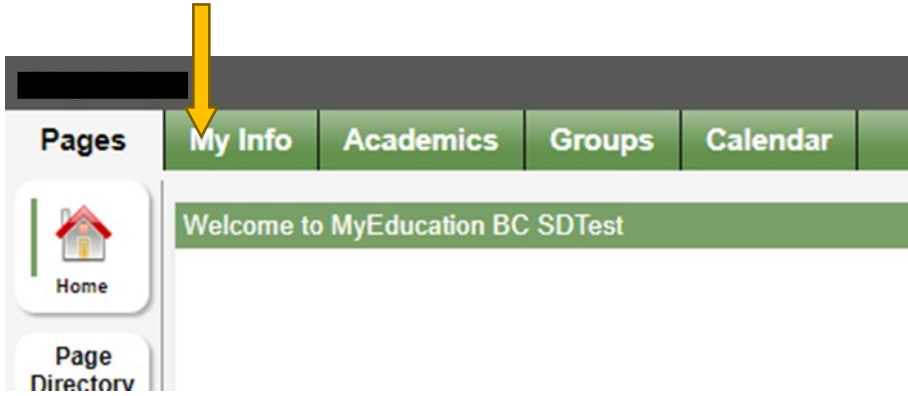 Pages My Info Academics Groups Calendar
Welcome to MyEducation BC SDTest
Home
Page
Directory